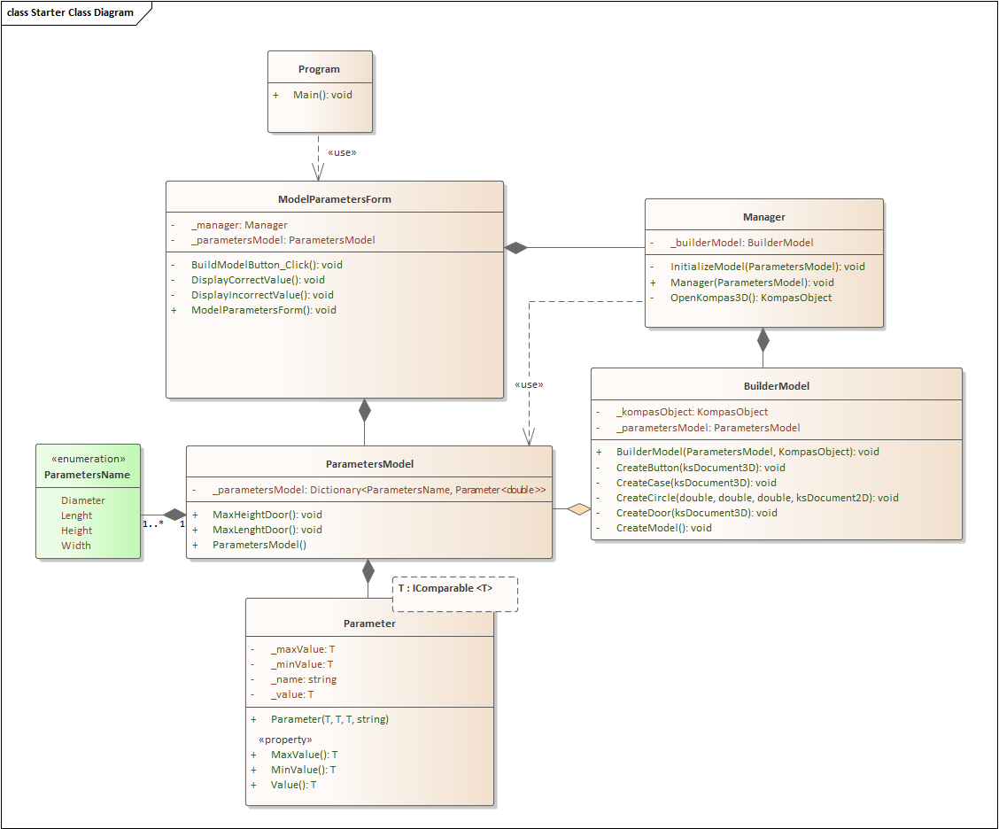 class Starter Class Diagram
Program
+ Main(): void
«use»
ModelParametersForm
- _manager: Manager
- _parametersModel: ParametersModel
- BuildModelButton_Click(): void
- DisplayCorrectValue(): void
- DisplayIncorrectValue(): void
+ ModelParametersForm(): void
Manager
- _builderModel: BuilderModel
- InitializeModel(ParametersModel): void
+ Manager(ParametersModel): void
- OpenKompas3D(): KompasObject
«use»
BuilderModel
- _kompasObject: KompasObject
- _parametersModel: ParametersModel
+ BuilderModel(ParametersModel, KompasObject): void
- CreateButton(ksDocument3D): void
- CreateCase(ksDocument3D): void
- CreateCircle(double, double, double, ksDocument2D): void
- CreateDoor(ksDocument3D): void
- CreateModel(): void
«enumeration»
ParametersName
Diameter
Lenght
Height
Width
1..*
1
ParametersModel
- _parametersModel: Dictionary<ParametersName, Parameter<double>>
+ MaxHeightDoor(): void
+ MaxLenghtDoor(): void
+ ParametersModel()
T : IComparable <T>
Parameter
- _maxValue: T
- _minValue: T
- _name: string
- _value: T
+ Parameter(T, T, T, string)
«property»
+ MaxValue(): T
+ MinValue(): T
+ Value(): T